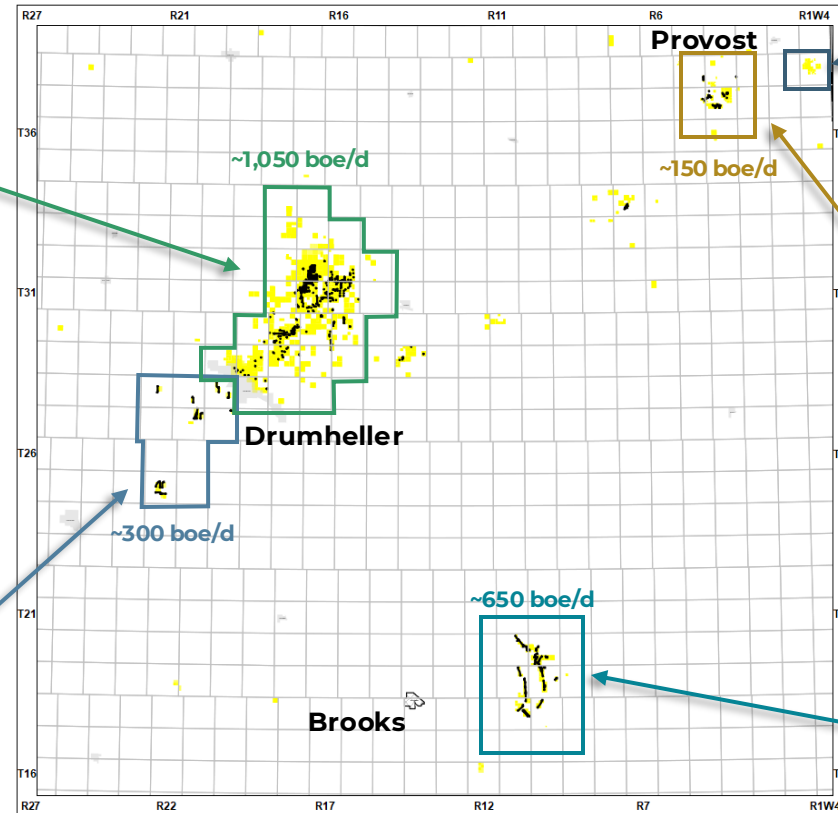 R27 R21 R16 R11 R6 R1W4
Provost
T36
~1,050 boe/d
~150 boe/d
T31
Drumheller
T26
~300 boe/d
~650 boe/d
T21
Brooks
T16
R27 R22 R17 R12 R7 R1W4